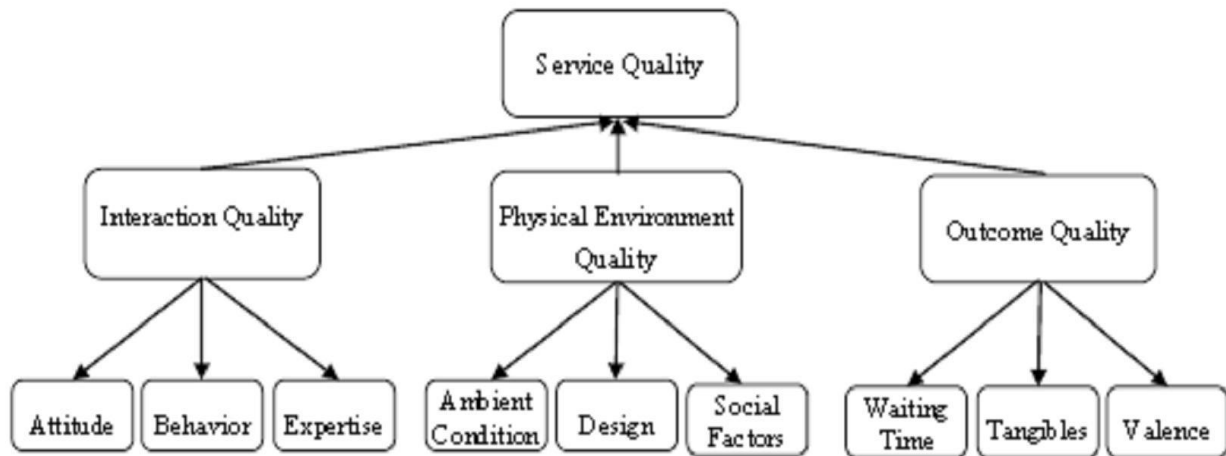 Service Quality
Interaction Quality
Physical Environment
Quality
Outcome Quality
Attitude
Behavior
Expertise
Ambient
Condition
Design
Social
Factors
Waiting
Time
Tangibles
Valence